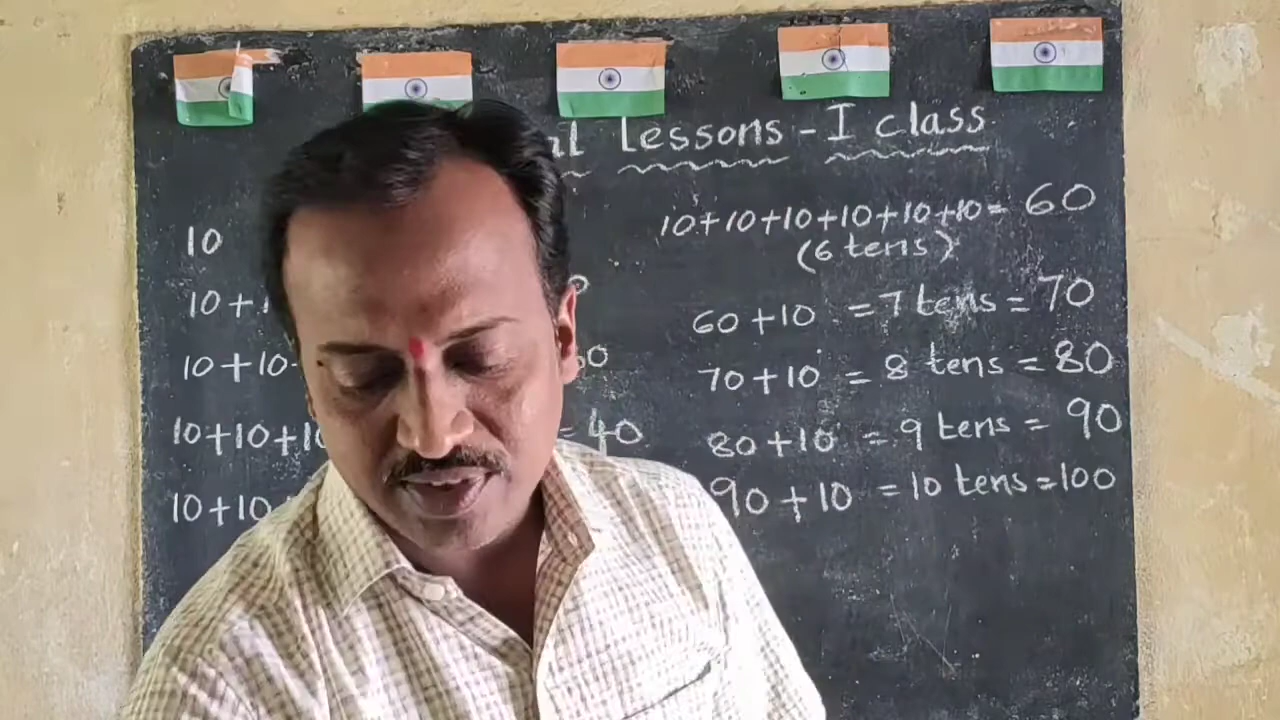 Lessons - I class
10
10+
10+10
10+10+10 = 40
10+10
10+10+10+10+10+10= 60
(6 tens)
60+10 = 7 tens = 70
70+10 = 8 tens = 80
80+10 = 9 tens = 90
90+10 = 10 tens = 100